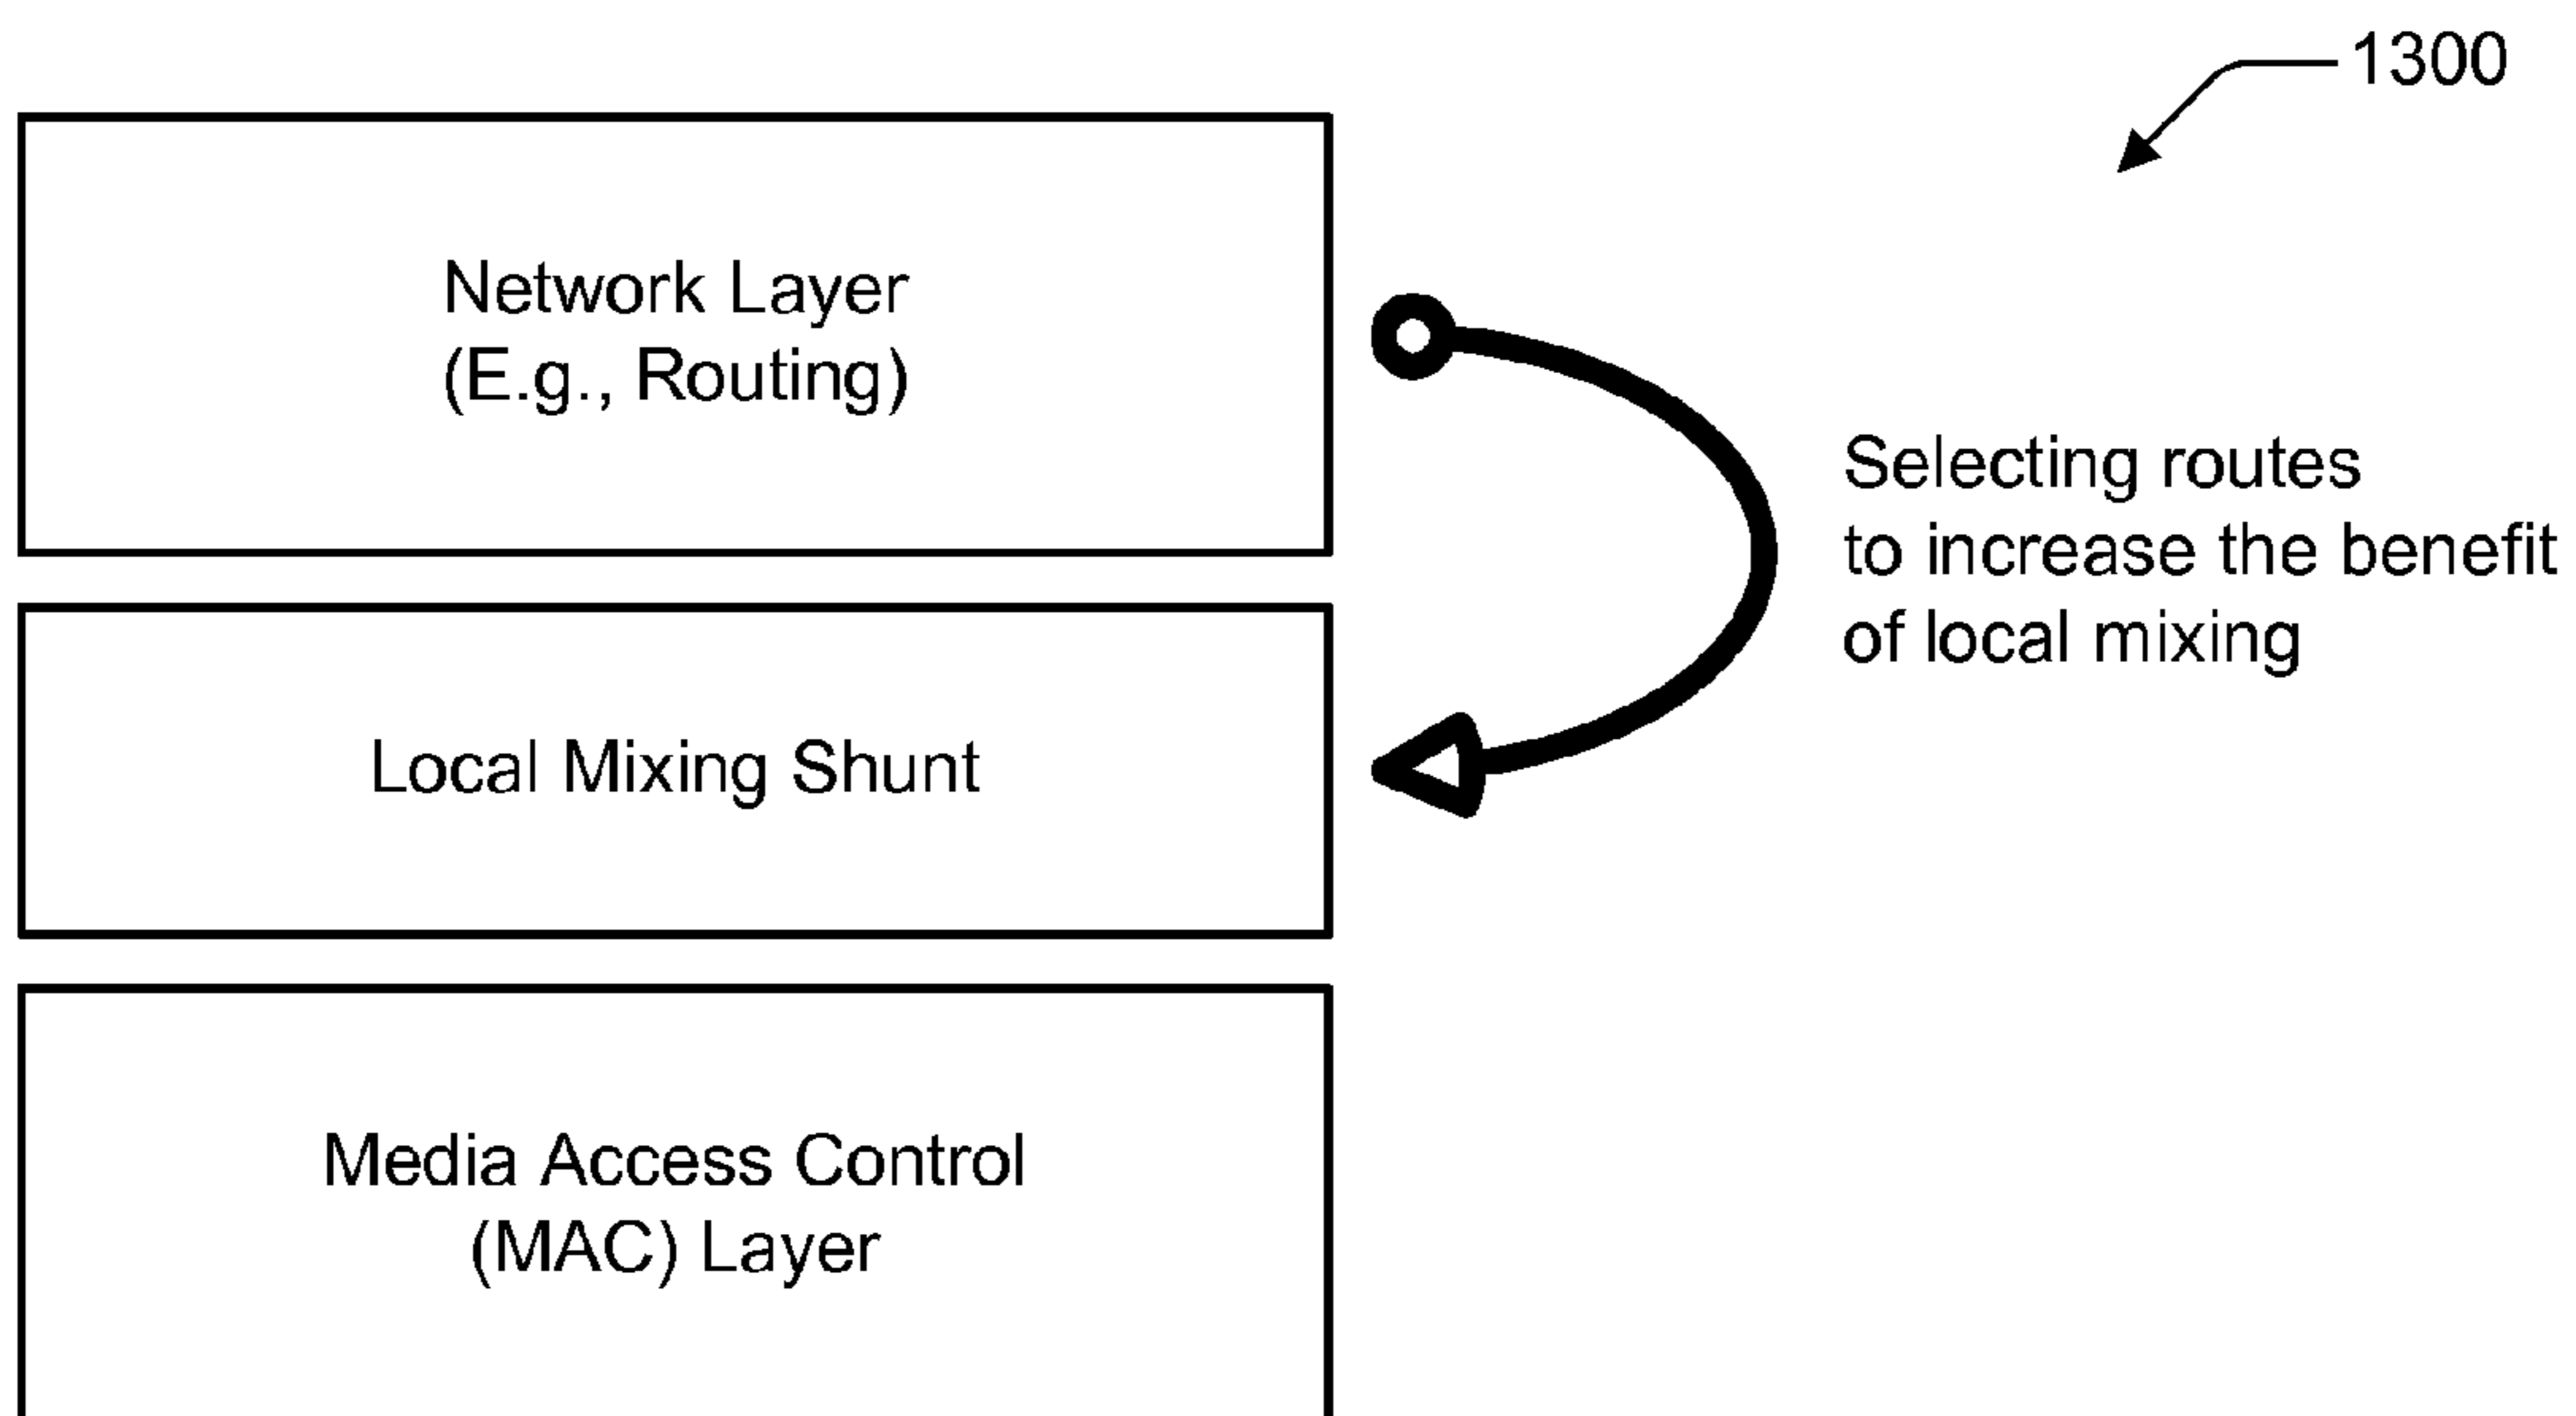 1300
Network Layer
(E.g., Routing)
Selecting routes
to increase the benefit
of local mixing
Local Mixing Shunt
Media Access Control
(MAC) Layer